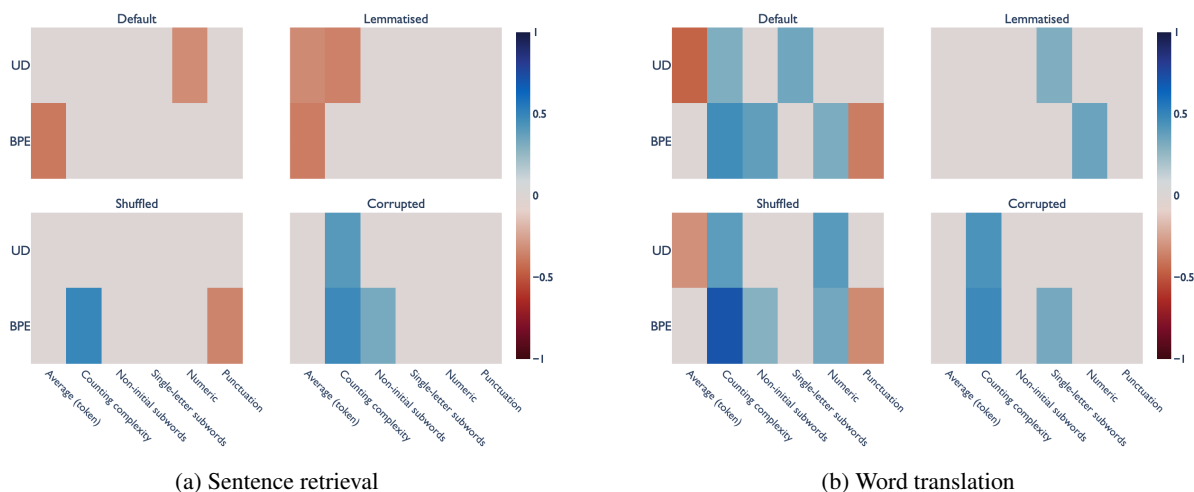 Default
Lemmatised
UD
BPE
Shuffled
Corrupted
UD
BPE
Average (token)
Counting complexity
Non-initial subwords
Single-letter subwords
Numeric
Punctuation
Average (token)
Counting complexity
Non-initial subwords
Single-letter subwords
Numeric
Punctuation
1
0.5
0
−0.5
−1
(a) Sentence retrieval
Default
Lemmatised
UD
BPE
Shuffled
Corrupted
UD
BPE
Average (token)
Counting complexity
Non-initial subwords
Single-letter subwords
Numeric
Punctuation
Average (token)
Counting complexity
Non-initial subwords
Single-letter subwords
Numeric
Punctuation
1
0.5
0
−0.5
−1
(b) Word translation